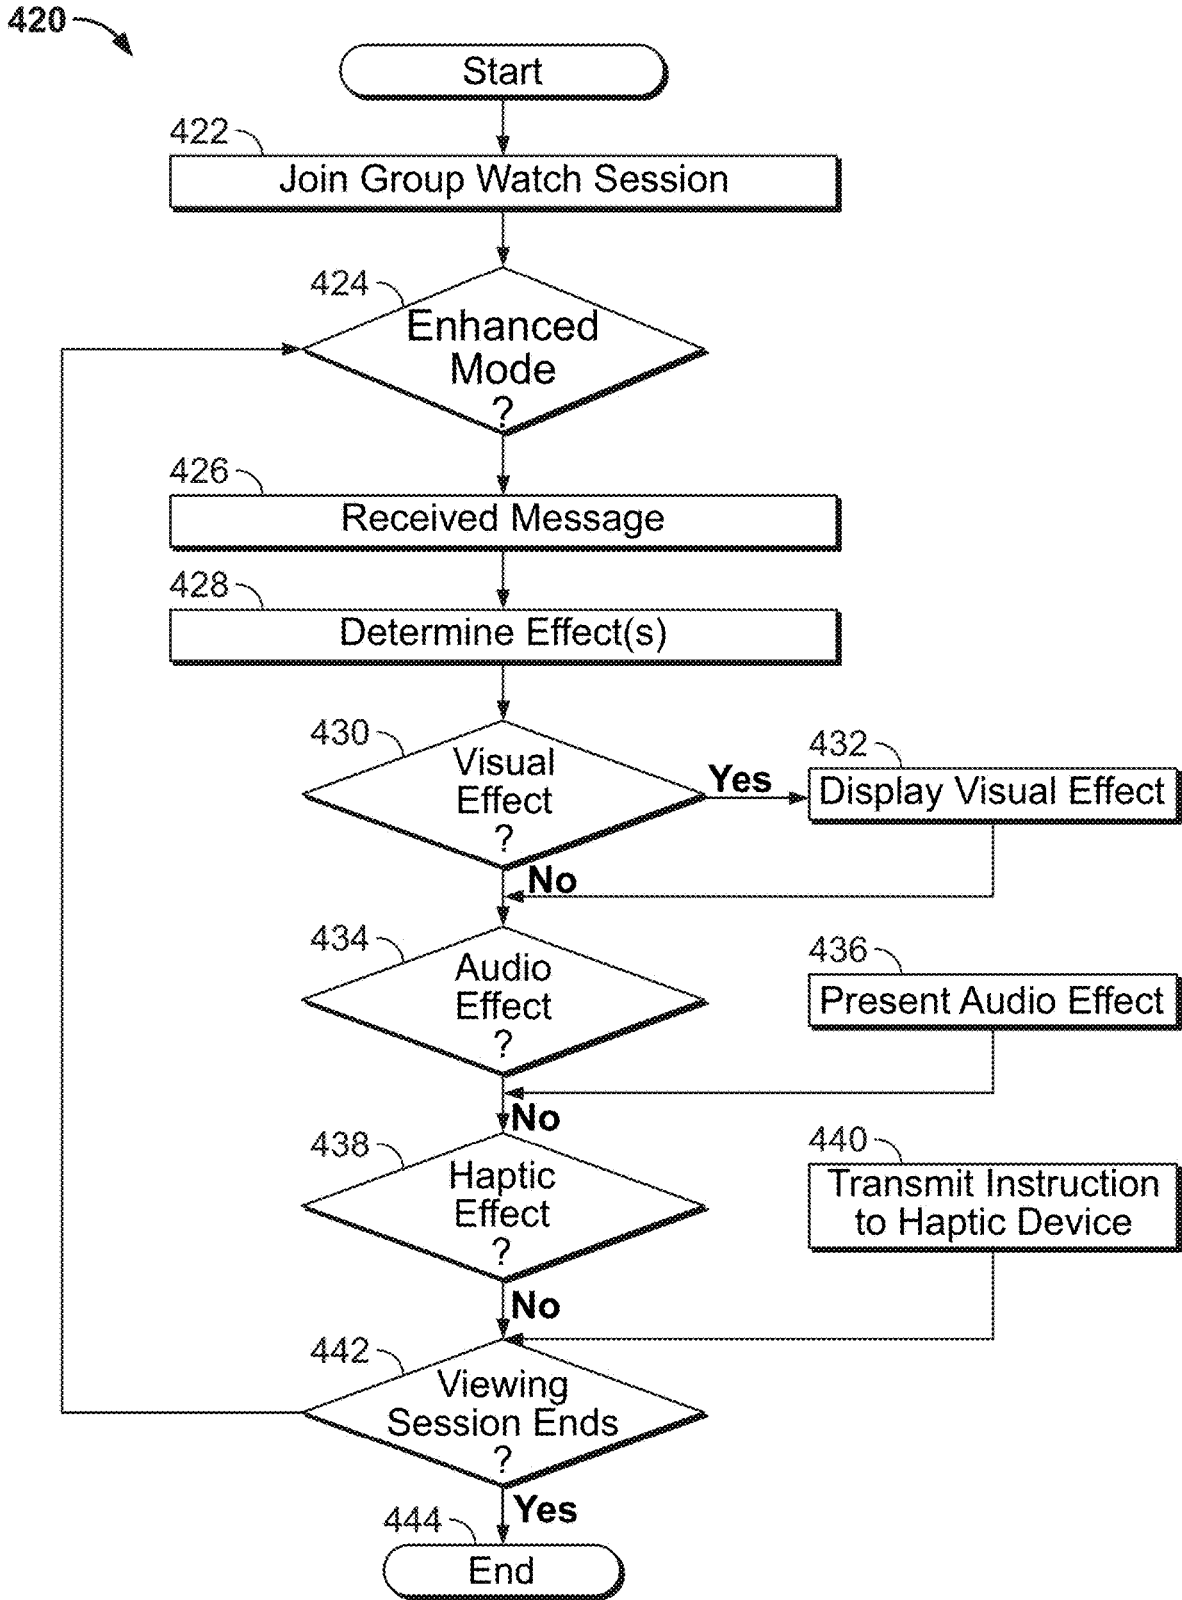 420
Start
422
Join Group Watch Session
424
Enhanced
Mode
?
426
Received Message
428
Determine Effect(s)
430
Visual
Effect
?
Yes
432
Display Visual Effect
No
434
Audio
Effect
?
436
Present Audio Effect
No
438
Haptic
Effect
?
440
Transmit Instruction
to Haptic Device
No
442
Viewing
Session Ends
?
Yes
444
End